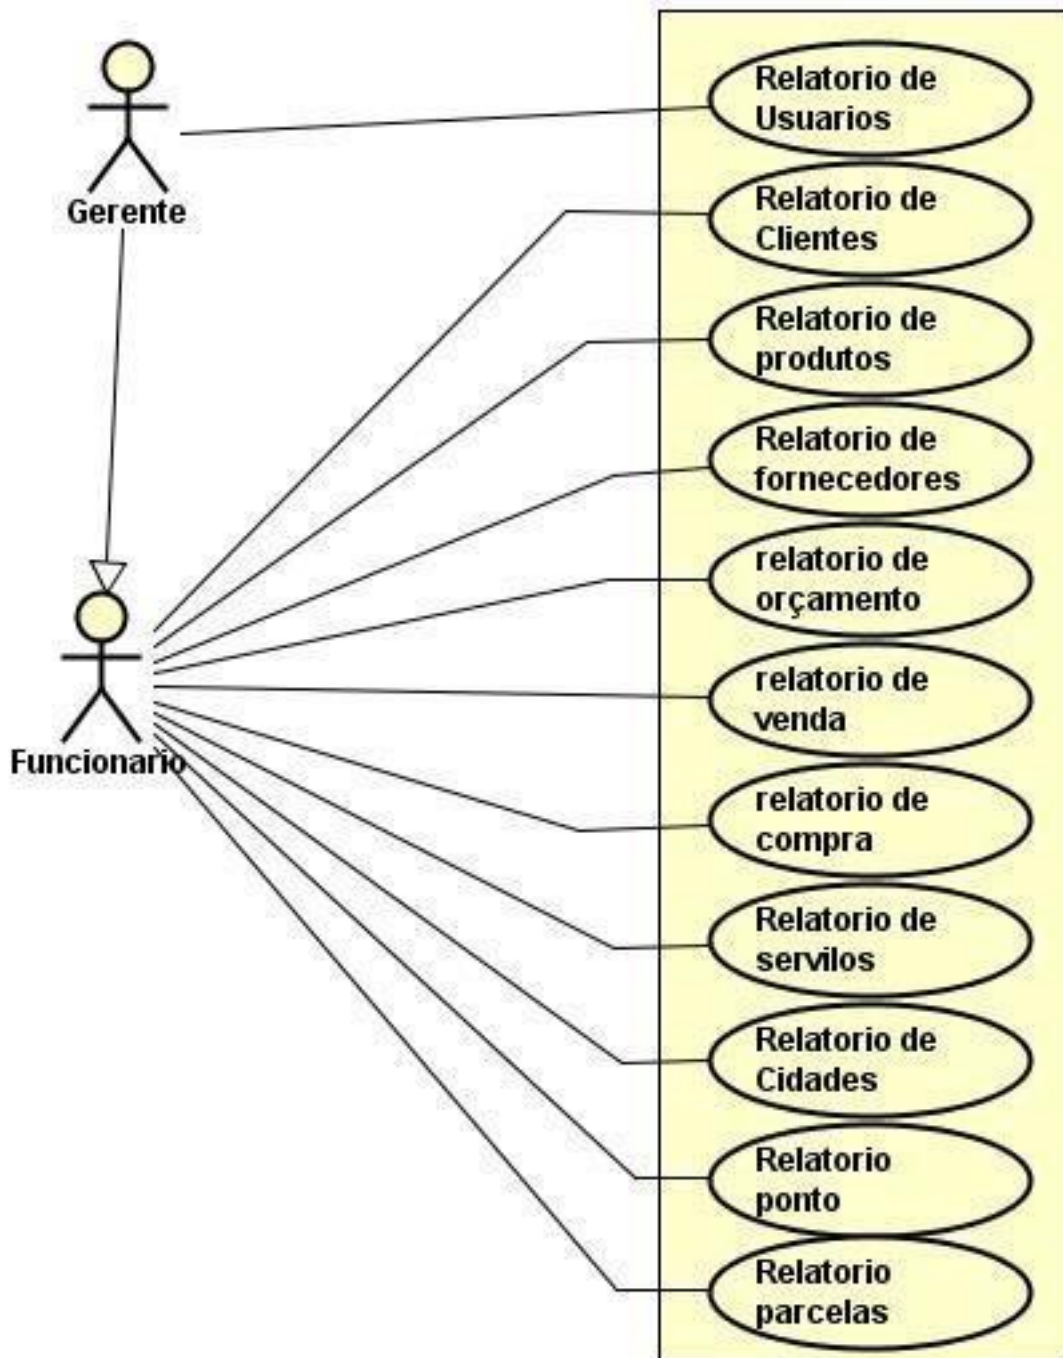 Gerente
Funcionario
Relatorio de
Usuarios
Relatorio de
Clientes
Relatorio de
produtos
Relatorio de
fornecedores
relatorio de
orçamento
relatorio de
venda
relatorio de
compra
Relatorio de
servilos
Relatorio de
Cidades
Relatorio
ponto
Relatorio
parcelas